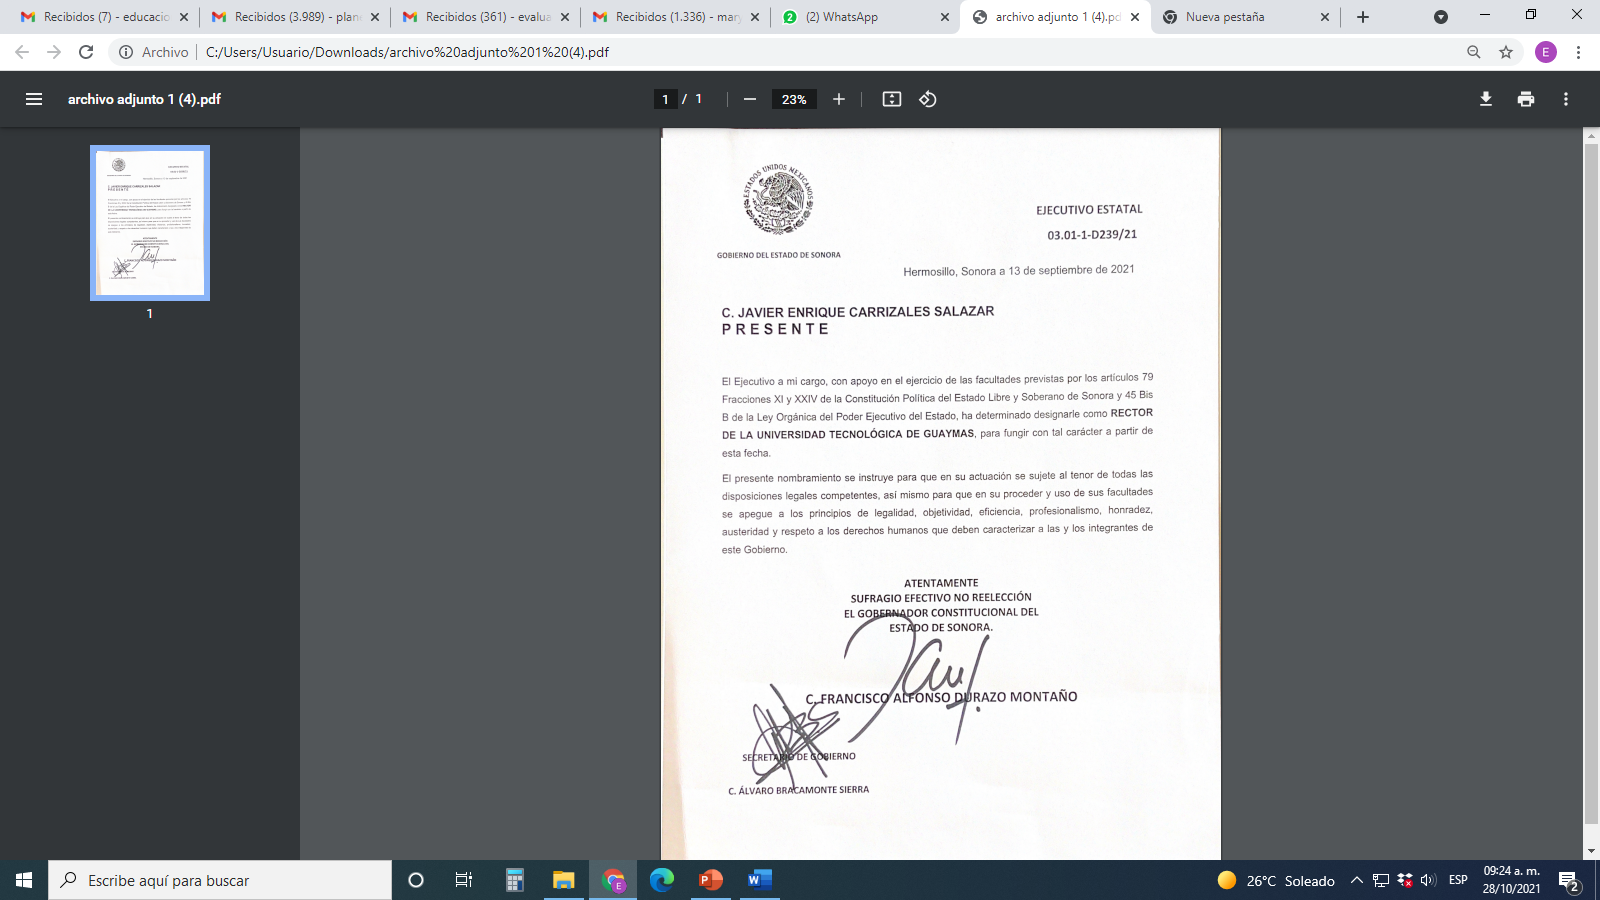 Recibidos (7) - educacio
Recibidos (3.989) - plan
Recibidos (361) - evalua
Recibidos (1.336) - mar
(2) WhatsApp
archivo adjunto 1 (4).pd
Nueva pestaña
Archivo
C:/Users/Usuario/Downloads/archivo%20adjunto%201%20(4).pdf
E
archivo adjunto 1 (4).pdf
1 / 1
23%
1
ESTADOS UNIDOS MEXICANOS
GOBIERNO DEL ESTADO DE SONORA
EJECUTIVO ESTATAL
03.01-1-D239/21
Hermosillo, Sonora a 13 de septiembre de 2021
C. JAVIER ENRIQUE CARRIZALES SALAZAR
P R E S E N T E
El Ejecutivo a mi cargo, con apoyo en el ejercicio de las facultades previstas por los artículos 79
Fracciones XI y XXIV de la Constitución Política del Estado Libre y Soberano de Sonora y 45 Bis
B de la Ley Orgánica del Poder Ejecutivo del Estado, ha determinado designarle como RECTOR
DE LA UNIVERSIDAD TECNOLÓGICA DE GUAYMAS, para fungir con tal carácter a partir de
esta fecha.
El presente nombramiento se instruye para que en su actuación se sujete al tenor de todas las
disposiciones legales competentes, así mismo para que en su proceder y uso de sus facultades
se apegue a los principios de legalidad, objetividad, eficiencia, profesionalismo, honradez,
austeridad y respeto a los derechos humanos que deben caracterizar a las y los integrantes de
este Gobierno.
ATENTAMENTE
SUFRAGIO EFECTIVO NO REELECCIÓN
EL GOBERNADOR CONSTITUCIONAL DEL
ESTADO DE SONORA.
C. FRANCISCO ALFONSO DURAZO MONTAÑO
SECRETARIO DE GOBIERNO
C. ÁLVARO BRACAMONTE SIERRA
Escribe aquí para buscar
26°C Soleado
ESP
09:24 a. m.
28/10/2021
2